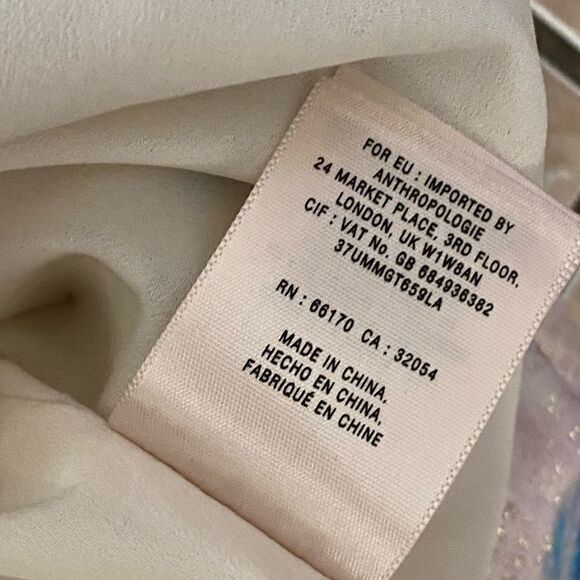 FOR EU : IMPORTED BY
ANTHROPOLOGIE
24 MARKET PLACE, 3RD FLOOR,
LONDON, UK W1W8AN
CIF : VAT No. GB 684936382
37UMMGT659LA
RN : 66170 CA : 32054
MADE IN CHINA,
HECHO EN CHINA,
FABRIQUÉ EN CHINE